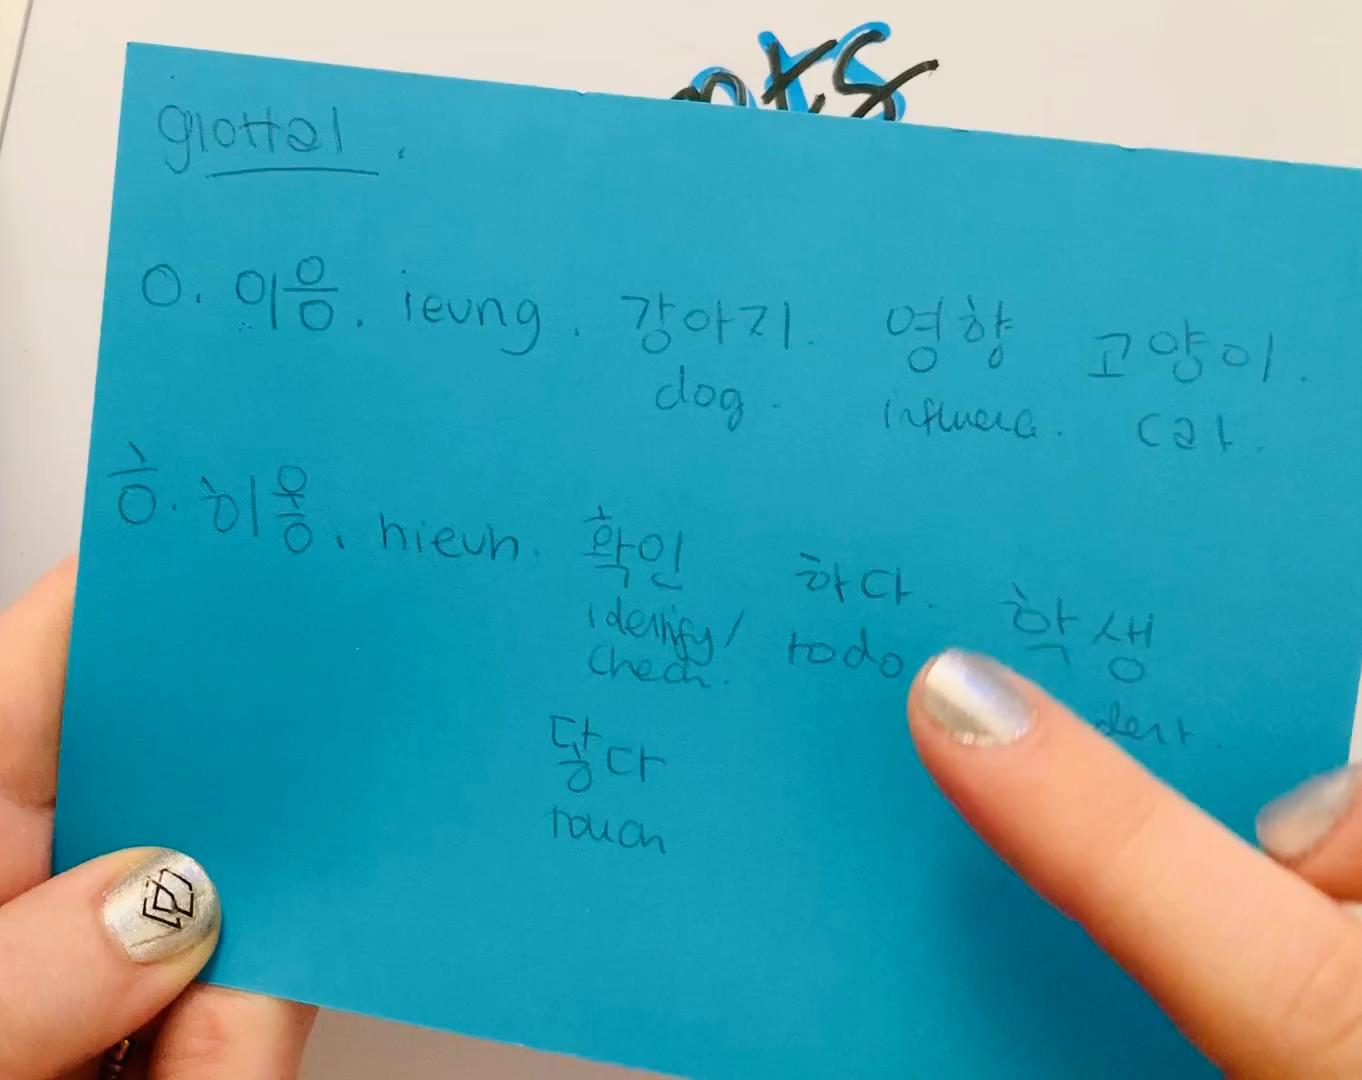 glottal.
ㅇ. 이응. ieung. 강아지. 영향 고양이.
dog. influence. cat.
ㅎ. 히읗. hieuh. 확인 하다. 학생
identify/ to do
check.
닿다
touch